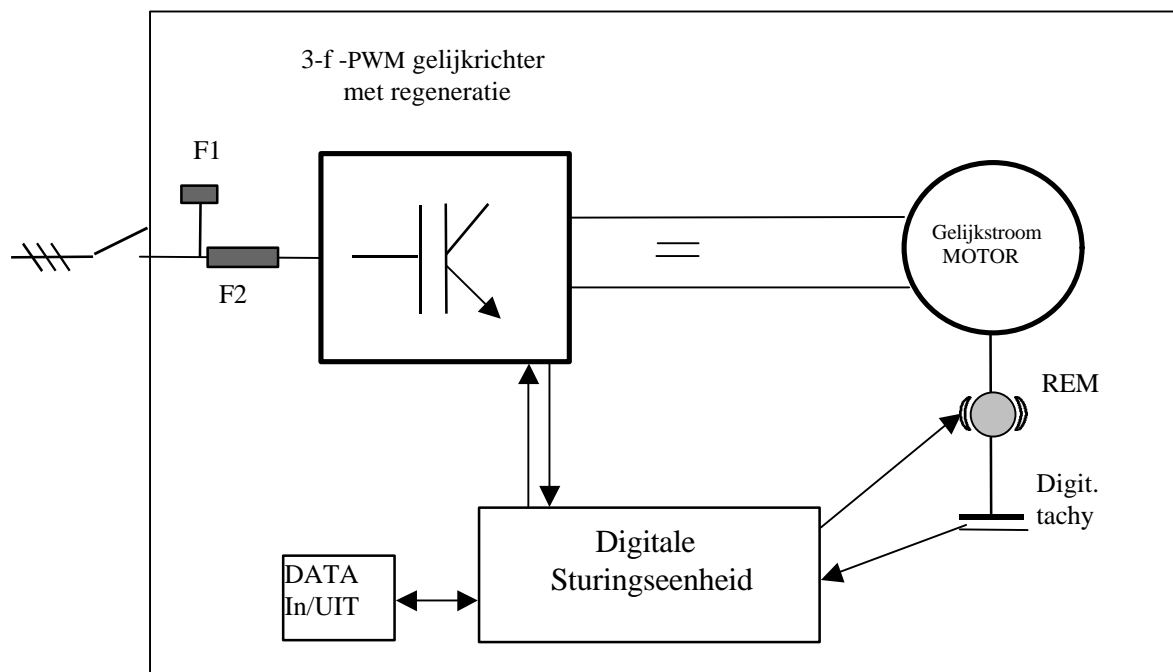 3-f -PWM gelijkrichter
met regeneratie
F1
F2
Gelijkstroom
MOTOR
REM
Digit.
tachy
Digitale
Sturingseenheid
DATA
In/UIT